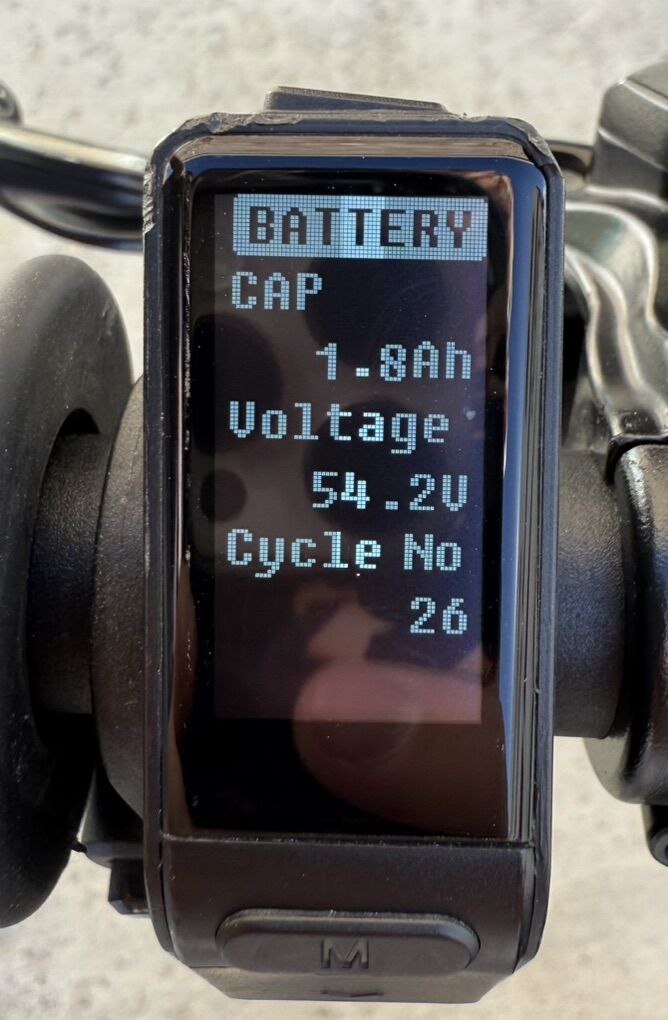 BATTERY
CAP
1.8Ah
Voltage
54.2V
Cycle No
26
M